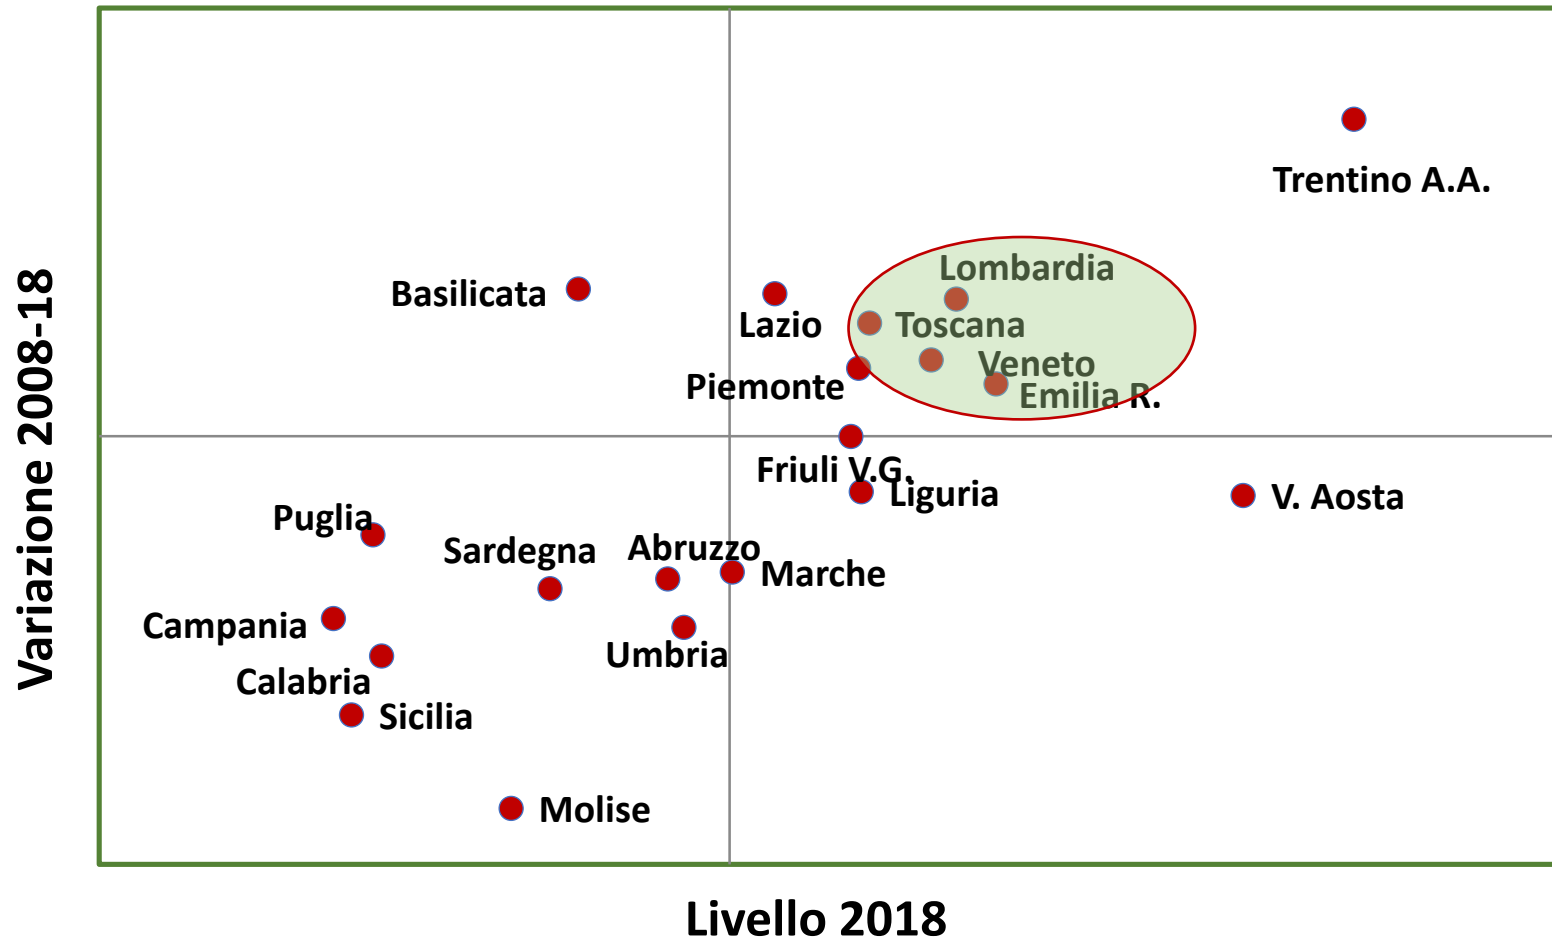 Variazione 2008-18
Trentino A.A.
Lombardia
Basilicata
Lazio
Toscana
Veneto
Piemonte
Emilia R.
Friuli V.G.
Liguria
V. Aosta
Puglia
Sardegna
Abruzzo
Marche
Campania
Umbria
Calabria
Sicilia
Molise
Livello 2018